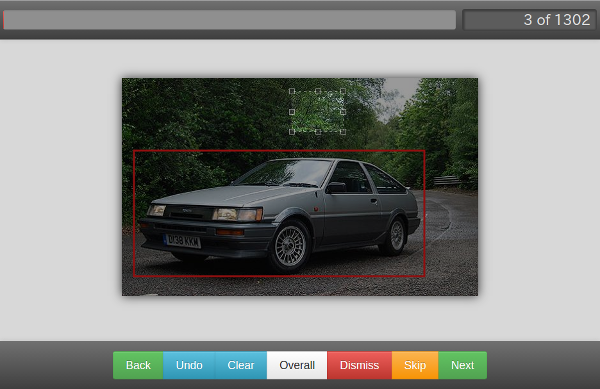 3 of 1302
Back
Undo
Clear
Overall
Dismiss
Skip
Next